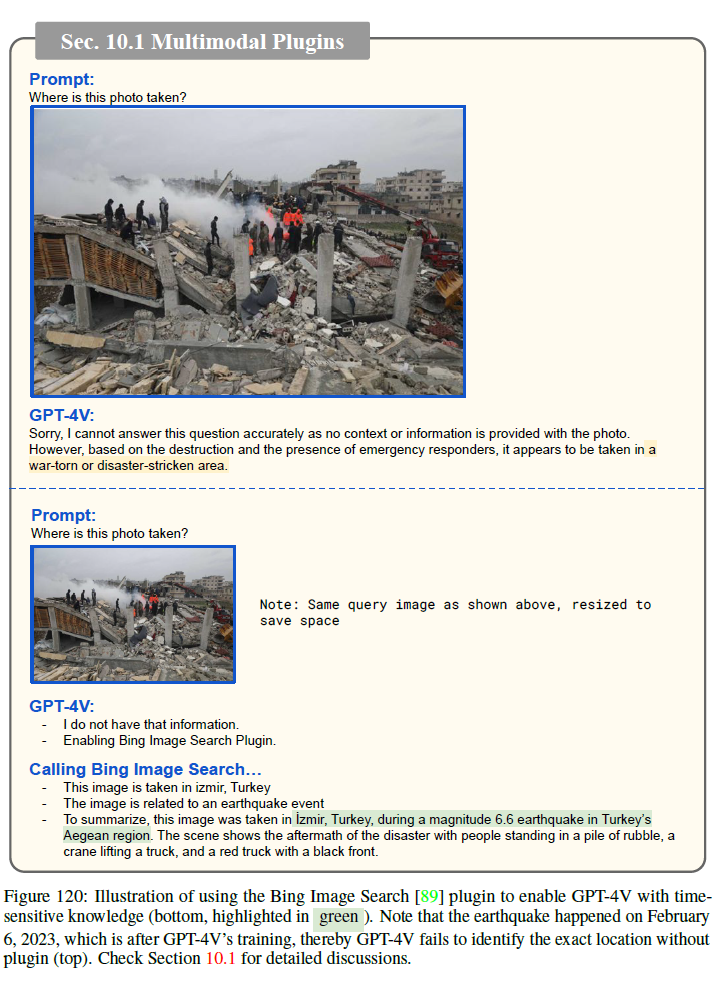 Sec. 10.1 Multimodal Plugins
Prompt:
Where is this photo taken?
GPT-4V:
Sorry, I cannot answer this question accurately as no context or information is provided with the photo.
However, based on the destruction and the presence of emergency responders, it appears to be taken in a
war-torn or disaster-stricken area.
Prompt:
Where is this photo taken?
Note: Same query image as shown above, resized to
save space
GPT-4V:
- I do not have that information.
- Enabling Bing Image Search Plugin.
Calling Bing Image Search…
- This image is taken in izmir, Turkey
- The image is related to an earthquake event
- To summarize, this image was taken in İzmir, Turkey, during a magnitude 6.6 earthquake in Turkey's
Aegean region. The scene shows the aftermath of the disaster with people standing in a pile of rubble, a
crane lifting a truck, and a red truck with a black front.
Figure 120: Illustration of using the Bing Image Search [89] plugin to enable GPT-4V with time-
sensitive knowledge (bottom, highlighted in green ). Note that the earthquake happened on February
6, 2023, which is after GPT-4V's training, thereby GPT-4V fails to identify the exact location without
plugin (top). Check Section 10.1 for detailed discussions.